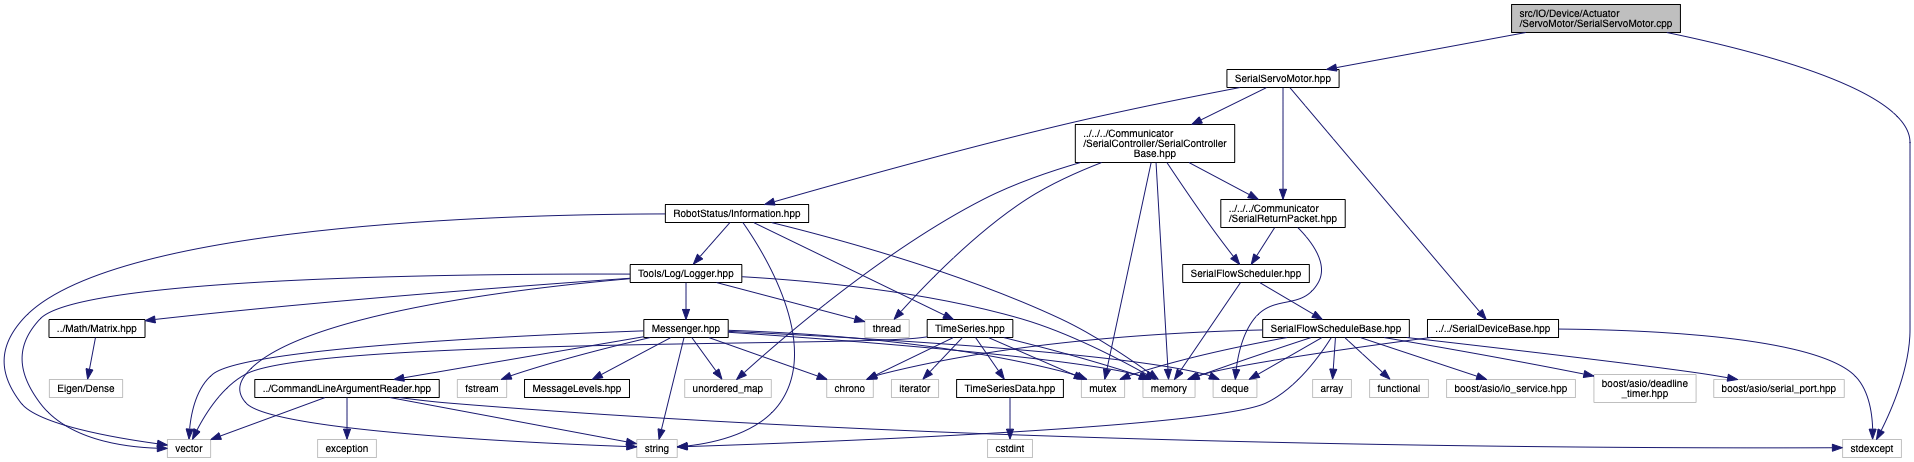 src/IO/Device/Actuator
/ServoMotor/SerialServoMotor.cpp
SerialServoMotor.hpp
../../../Communicator
/SerialController/SerialController
Base.hpp
RobotStatus/Information.hpp
../../../Communicator
/SerialReturnPacket.hpp
Tools/Log/Logger.hpp
SerialFlowScheduler.hpp
../Math/Matrix.hpp
Messenger.hpp
thread
TimeSeries.hpp
SerialFlowScheduleBase.hpp
../../SerialDeviceBase.hpp
Eigen/Dense
../CommandLineArgumentReader.hpp
fstream
MessageLevels.hpp
unordered_map
chrono
iterator
TimeSeriesData.hpp
mutex
memory
deque
array
functional
boost/asio/io_service.hpp
boost/asio/deadline
_timer.hpp
boost/asio/serial_port.hpp
vector
exception
string
cstdint
stdexcept